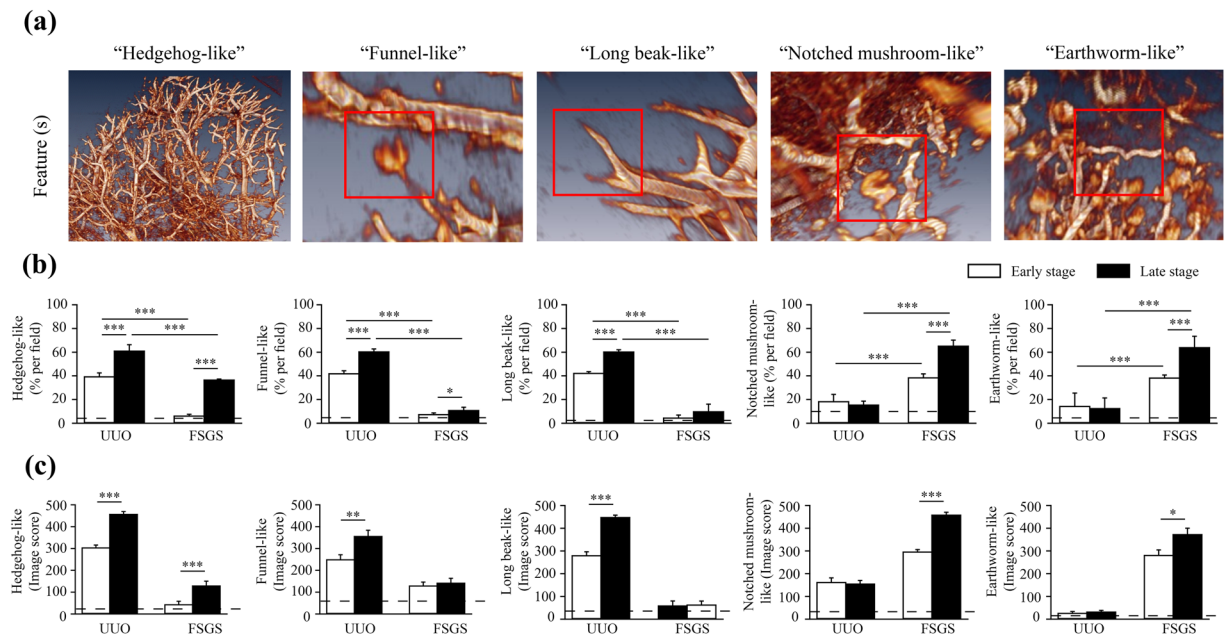 (a)
“Hedgehog-like” “Funnel-like” “Long beak-like” “Notched mushroom-like” “Earthworm-like”
Feature (s)
(b)
Early stage Late stage
Hedgehog-like
(% per field)
100
80
60
40
20
0
***
***
***
***
UUO FSGS
Funnel-like
(% per field)
100
80
60
40
20
0
***
***
***
*
UUO FSGS
Long beak-like
(% per field)
100
80
60
40
20
0
***
***
***
UUO FSGS
Notched mushroom-
like (% per field)
100
80
60
40
20
0
***
***
***
UUO FSGS
Earthworm-like
(% per field)
100
80
60
40
20
0
***
***
***
UUO FSGS
(c)
Hedgehog-like
(Image score)
500
400
300
200
100
0
***
***
UUO FSGS
Funnel-like
(Image score)
500
400
300
200
100
0
**
UUO FSGS
Long beak-like
(Image score)
500
400
300
200
100
0
***
UUO FSGS
Notched mushroom-
like (Image score)
500
400
300
200
100
0
***
UUO FSGS
Earthworm-like
(Image score)
500
400
300
200
100
0
*
UUO FSGS